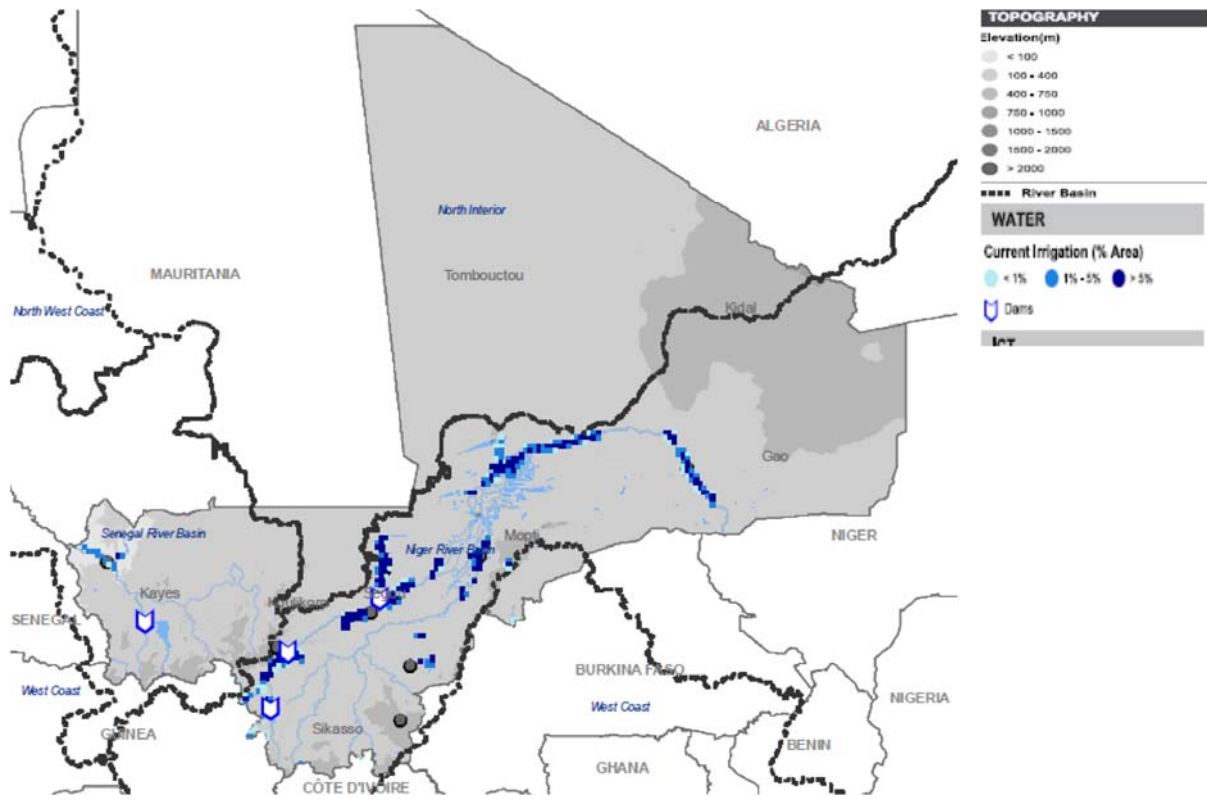 TOPOGRAPHY
Elevation(m)
< 100
100 - 400
400 - 750
750 - 1000
1000 - 1500
1500 - 2000
> 2000
River Basin
WATER
Current Irrigation (% Area)
< 1%
1% - 5%
> 5%
Dams
ICT
ALGERIA
North Interior
MAURITANIA
Tombouctou
North West Coast
Kidal
Gao
Senegal River Basin
Niger River Basin
Mopti
NIGER
Kayes
Koulikoro
Ségou
SENEGAL
BURKINA FASO
West Coast
West Coast
NIGERIA
GUINEA
Sikasso
BENIN
GHANA
CÔTE D'IVOIRE